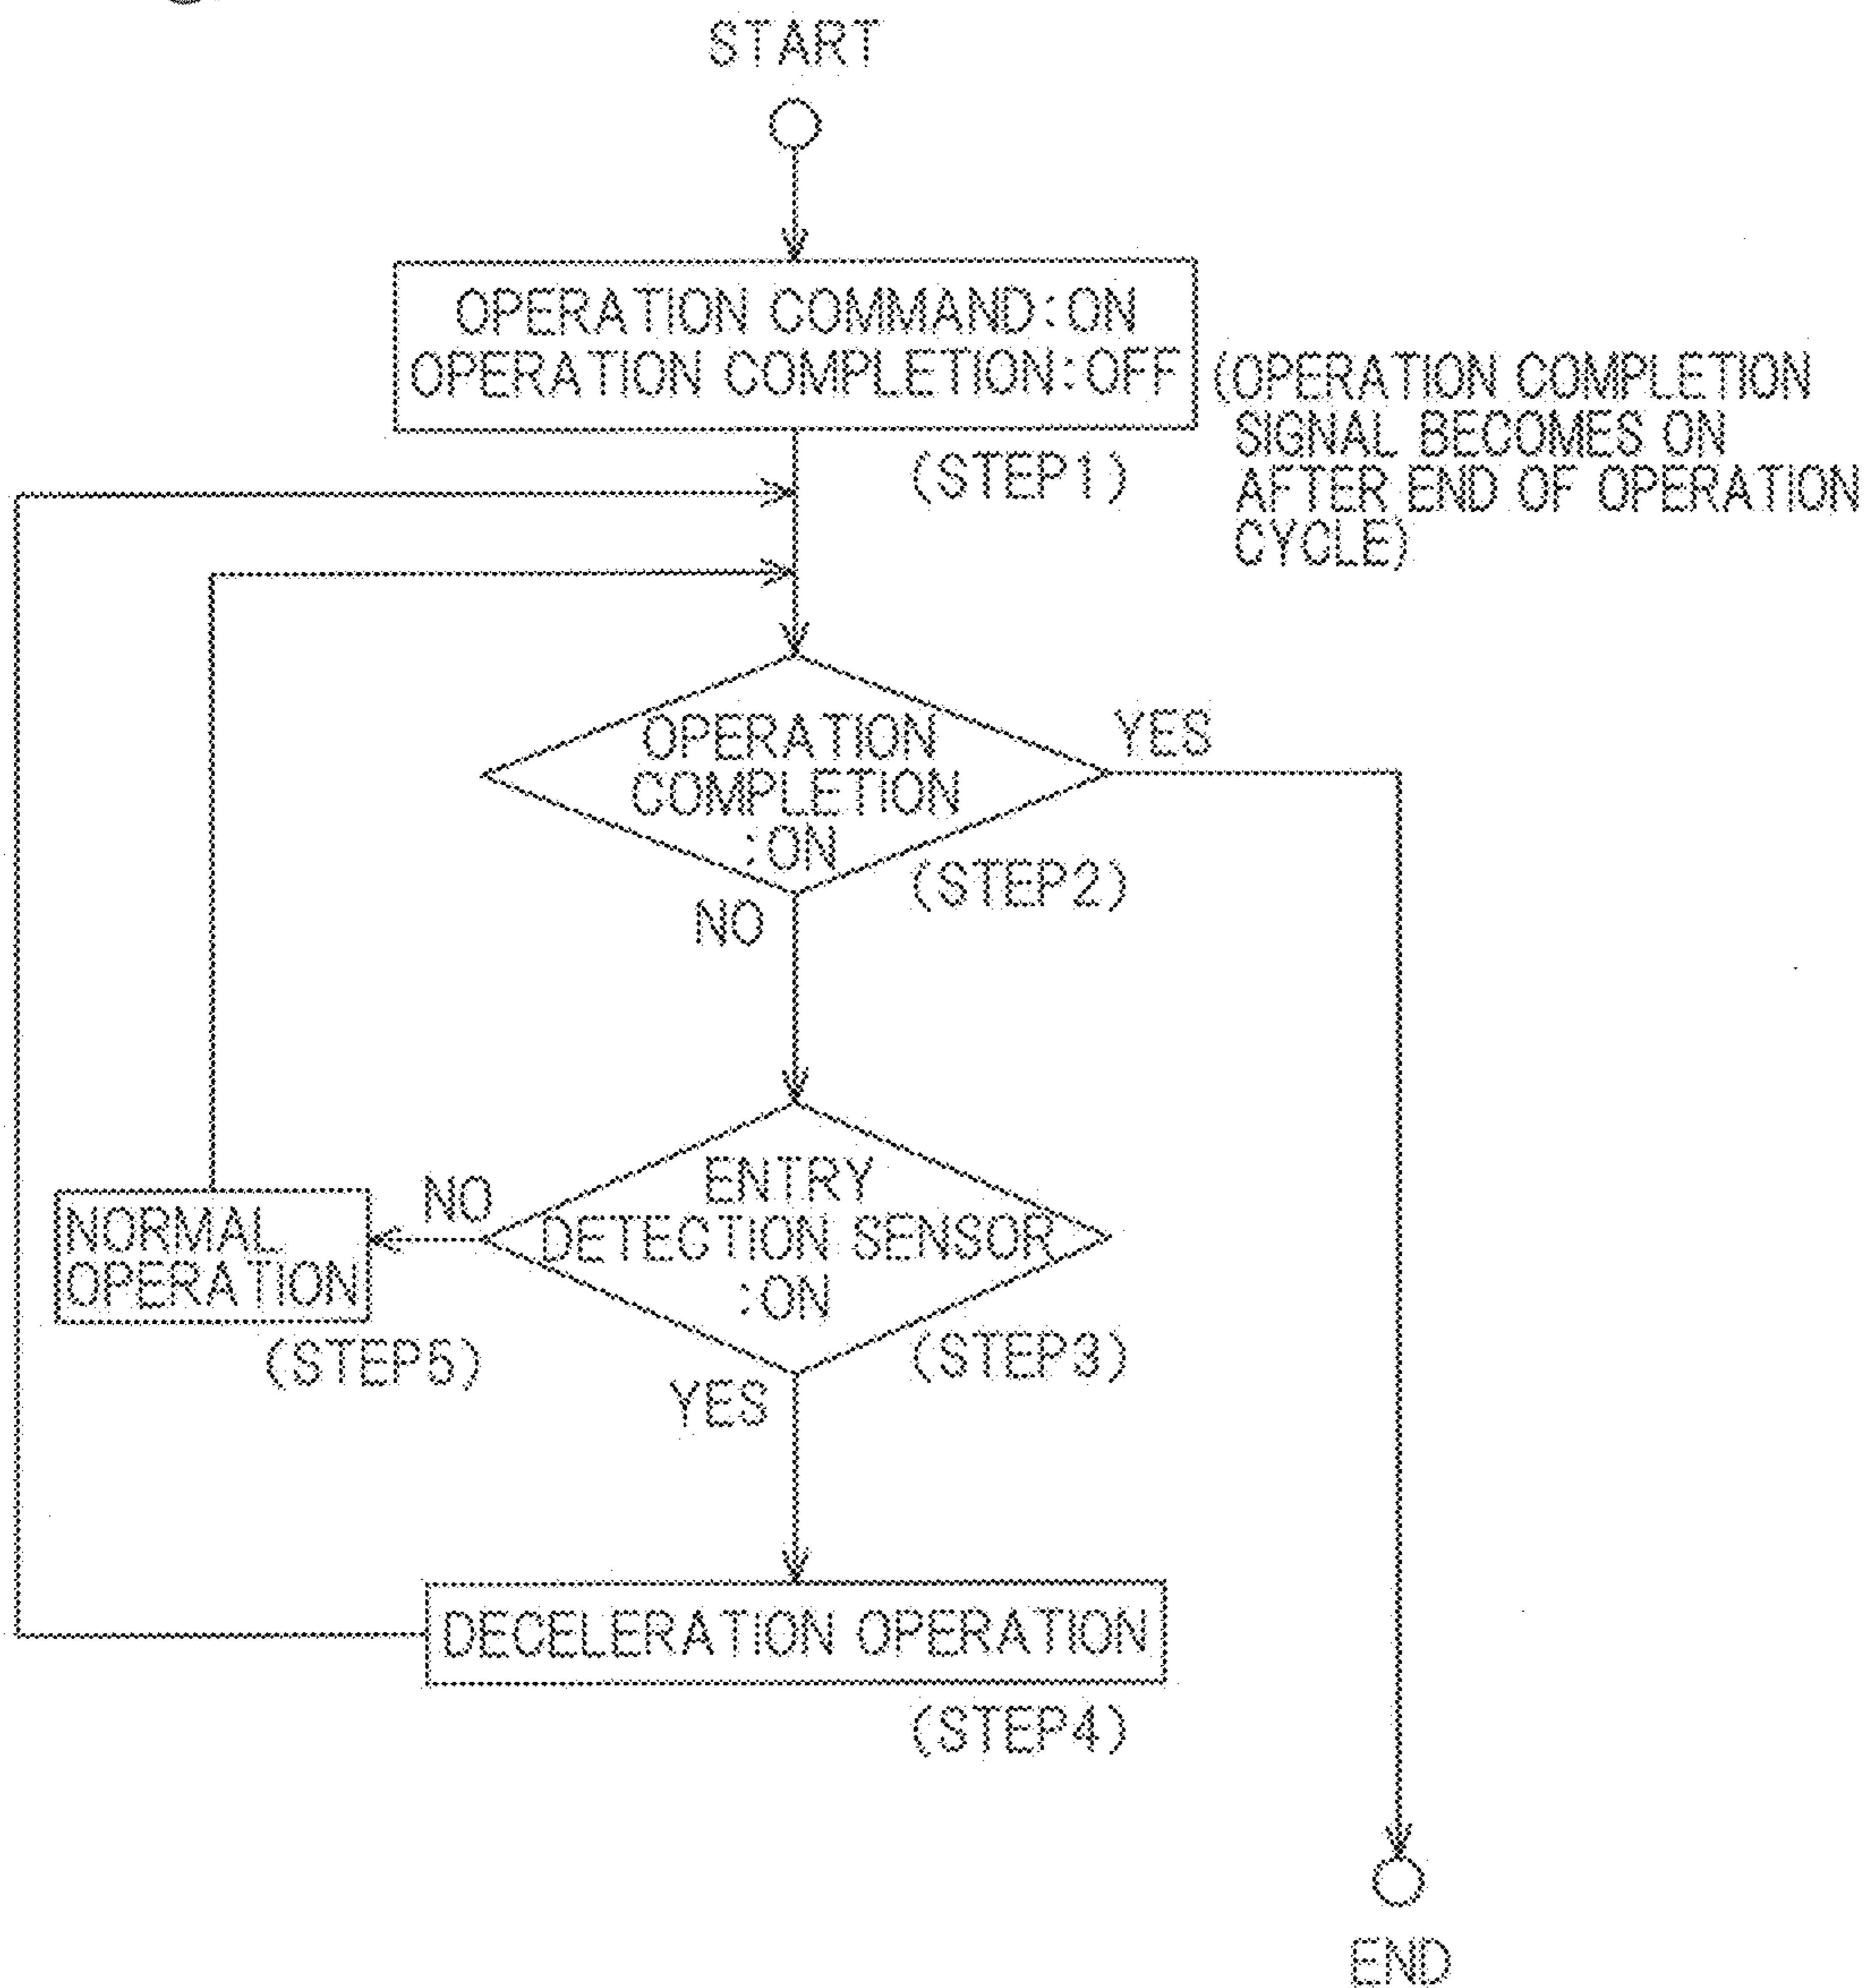 START
OPERATION COMMAND:ON
OPERATION COMPLETION:OFF
(OPERATION COMPLETION
SIGNAL BECOMES ON
AFTER END OF OPERATION
CYCLE)
(STEP1)
OPERATION
COMPLETION
:ON
YES
(STEP2)
NO
ENTRY
DETECTION SENSOR
:ON
NO
NORMAL
OPERATION
(STEP5)
(STEP3)
YES
DECELERATION OPERATION
(STEP4)
END